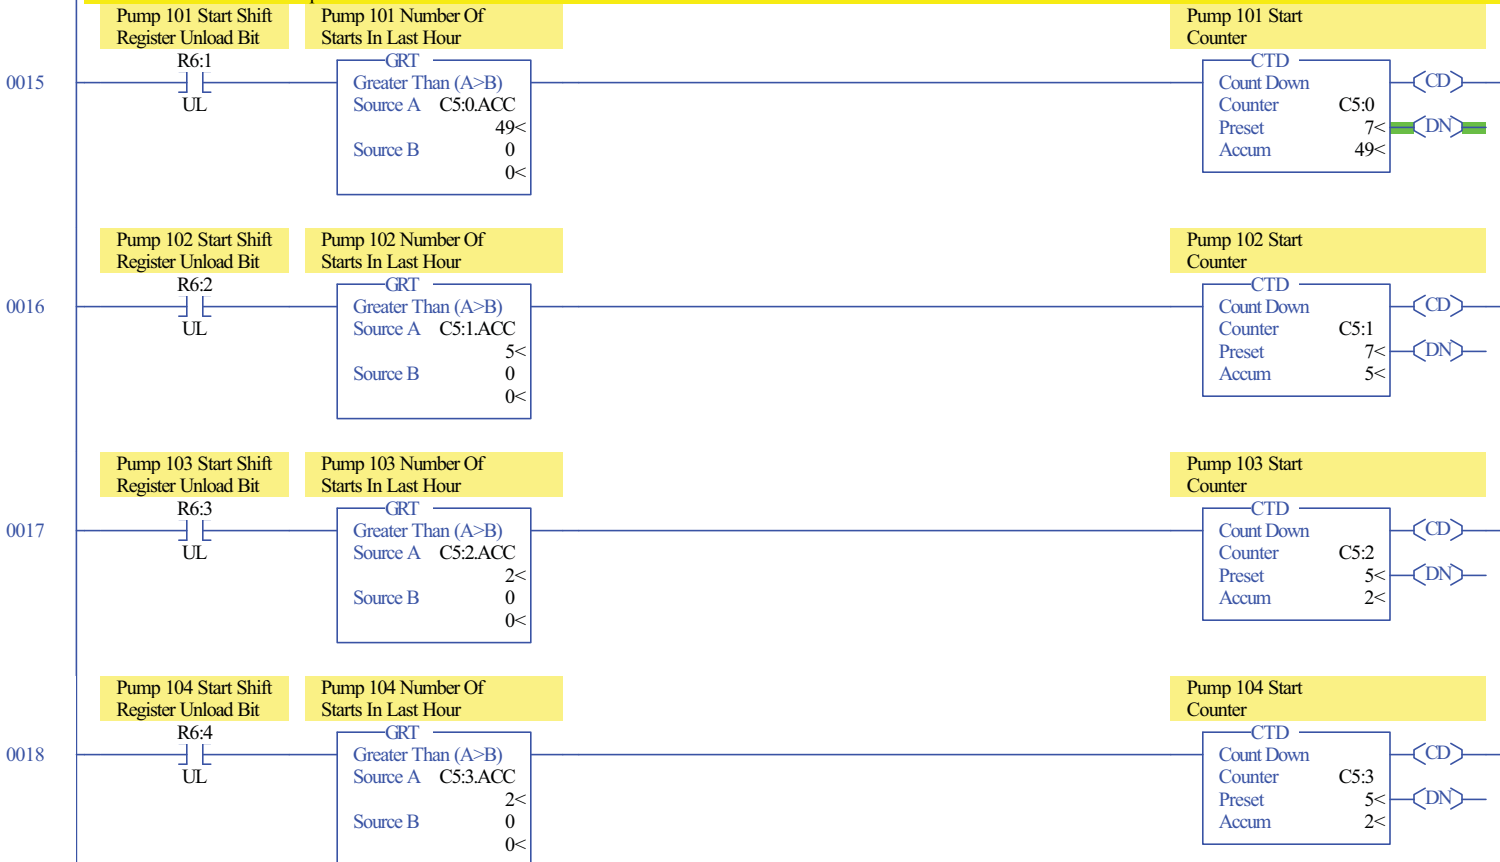 Pump 101 Start Shift Register Unload Bit
Pump 101 Number Of Starts In Last Hour
Pump 101 Start Counter
0015
R6:1
UL
GRT
Greater Than (A>B)
Source A C5:0.ACC
49<
Source B 0
0<
CTD
Count Down
Counter C5:0
Preset 7<
Accum 49<
CD
DN
Pump 102 Start Shift Register Unload Bit
Pump 102 Number Of Starts In Last Hour
Pump 102 Start Counter
0016
R6:2
UL
GRT
Greater Than (A>B)
Source A C5:1.ACC
5<
Source B 0
0<
CTD
Count Down
Counter C5:1
Preset 7<
Accum 5<
CD
DN
Pump 103 Start Shift Register Unload Bit
Pump 103 Number Of Starts In Last Hour
Pump 103 Start Counter
0017
R6:3
UL
GRT
Greater Than (A>B)
Source A C5:2.ACC
2<
Source B 0
0<
CTD
Count Down
Counter C5:2
Preset 5<
Accum 2<
CD
DN
Pump 104 Start Shift Register Unload Bit
Pump 104 Number Of Starts In Last Hour
Pump 104 Start Counter
0018
R6:4
UL
GRT
Greater Than (A>B)
Source A C5:3.ACC
2<
Source B 0
0<
CTD
Count Down
Counter C5:3
Preset 5<
Accum 2<
CD
DN